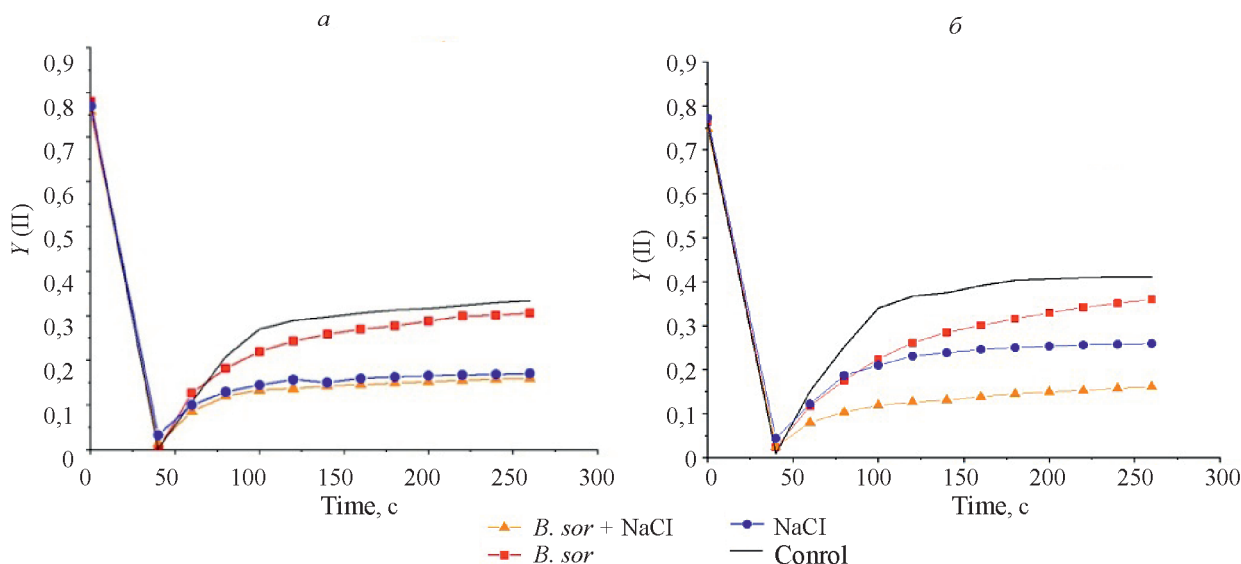 а
б
0,9
0,8
0,7
0,6
0,5
0,4
0,3
0,2
0,1
0
Y (II)
0 50 100 150 200 250 300
Time, c
0,9
0,8
0,7
0,6
0,5
0,4
0,3
0,2
0,1
0
Y (II)
0 50 100 150 200 250 300
Time, c
B. sor + NaCI
NaCI
B. sor
Conrol